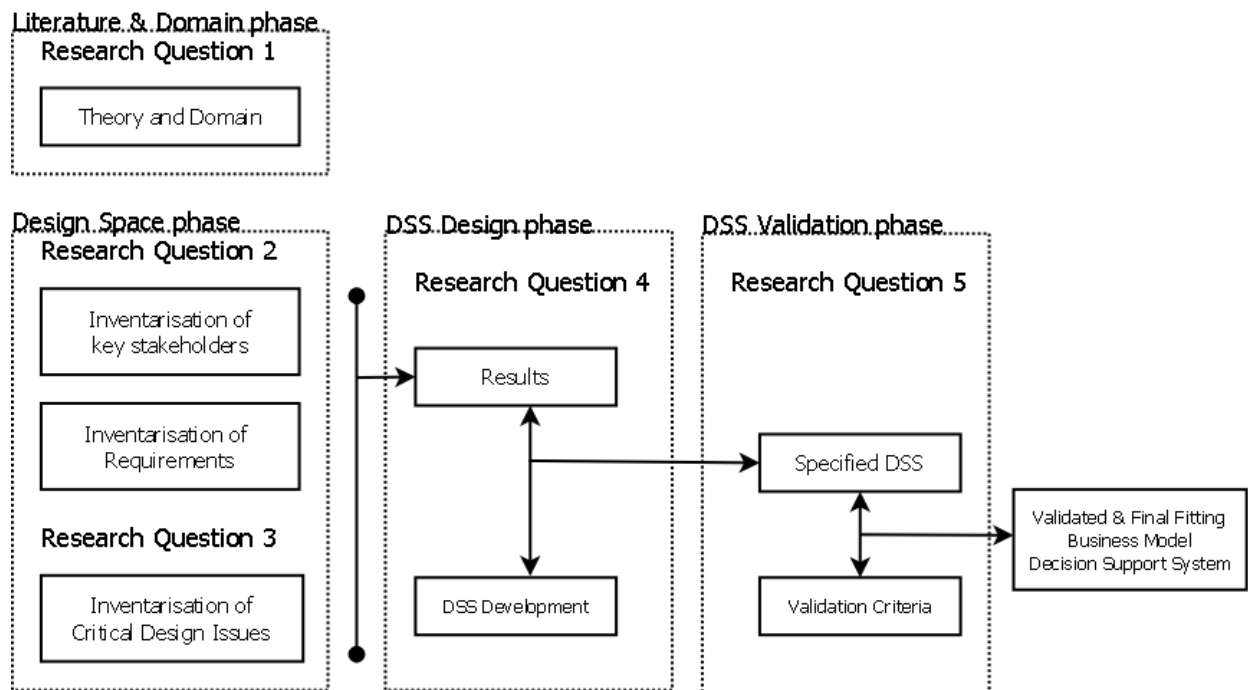 Literature & Domain phase
Research Question 1
Theory and Domain
Design Space phase
Research Question 2
Inventarisation of
key stakeholders
Inventarisation of
Requirements
Research Question 3
Inventarisation of
Critical Design Issues
DSS Design phase
Research Question 4
Results
DSS Development
DSS Validation phase
Research Question 5
Specified DSS
Validation Criteria
Validated & Final Fitting
Business Model
Decision Support System